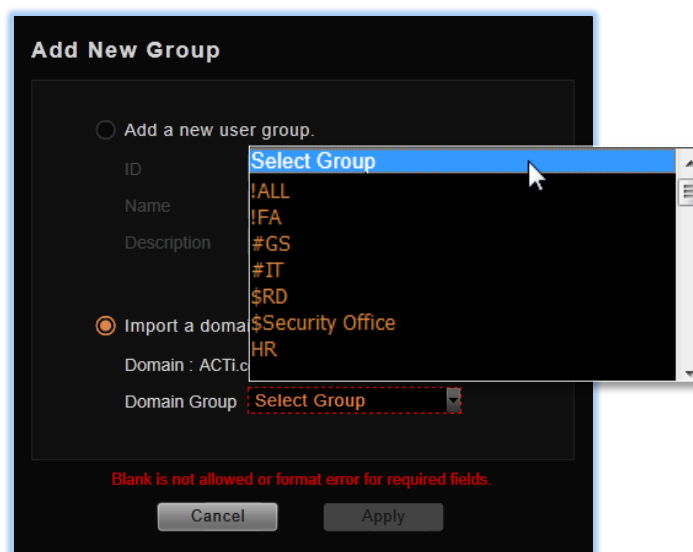 Add New Group
Add a new user group.
ID
Name
Description
Select Group
!ALL
!FA
#GS
#IT
$RD
$Security Office
HR
Import a domai
Domain : ACTi.c
Domain Group
Select Group
Blank is not allowed or format error for required fields.
Cancel
Apply